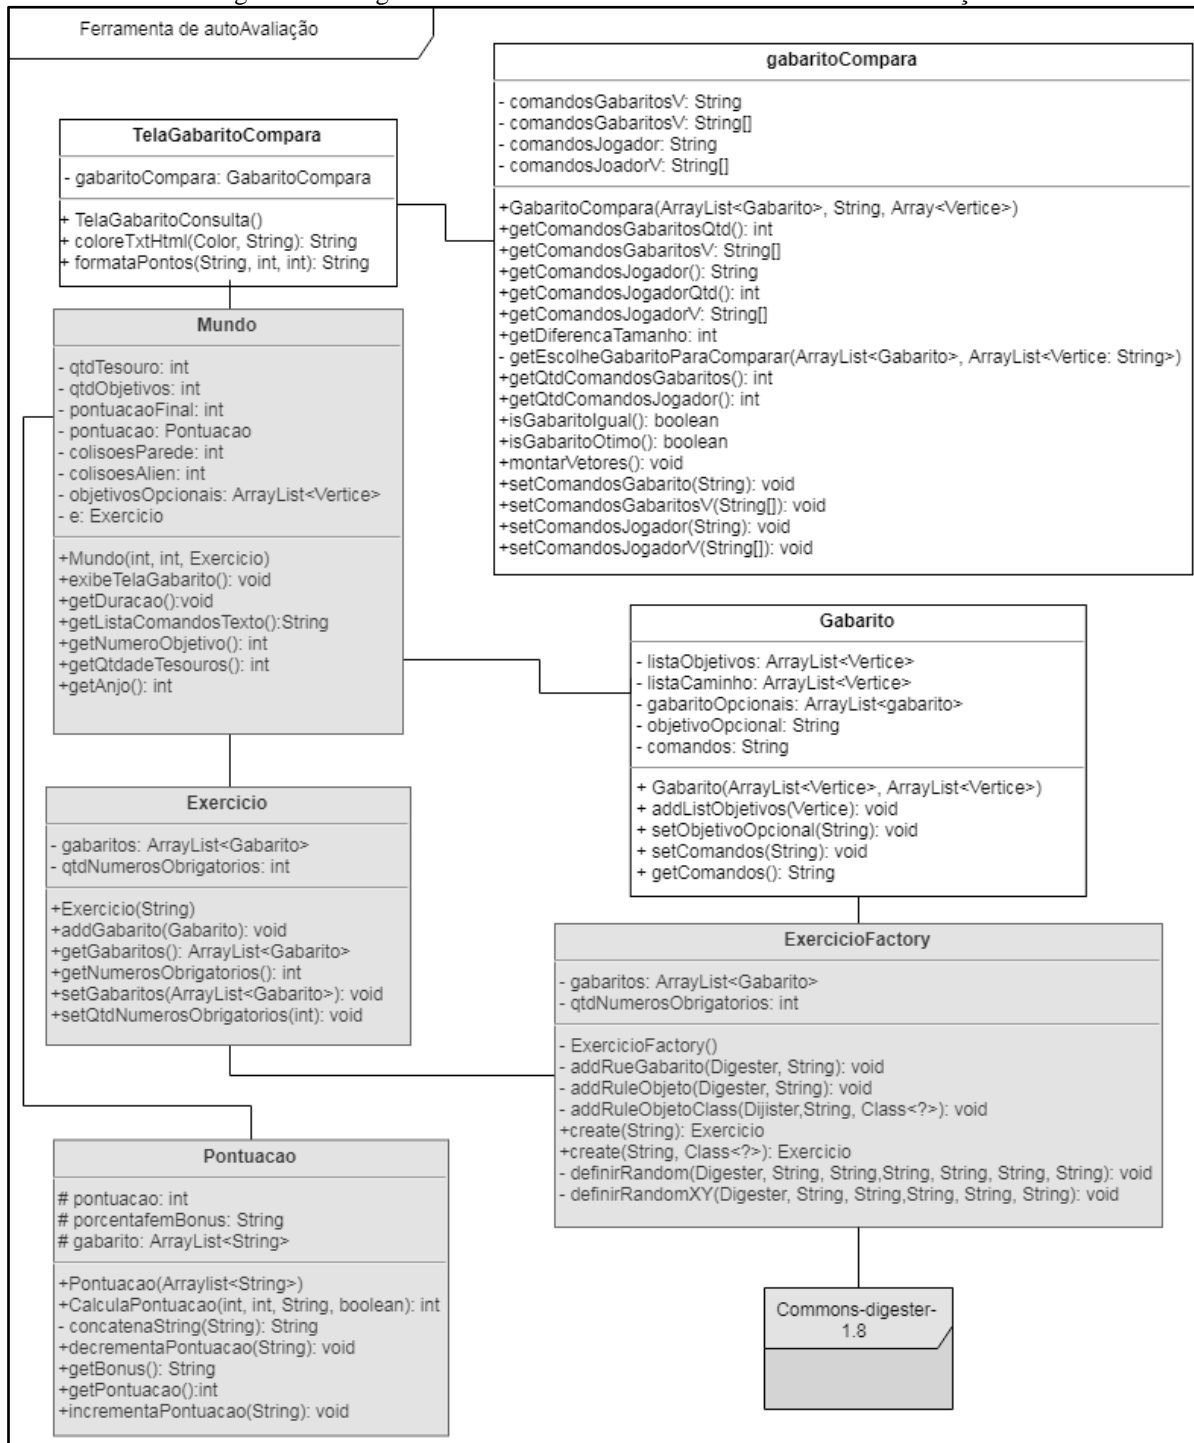 Ferramenta de autoAvaliação
gabaritoCompara
- comandosGabaritosV: String
- comandosGabaritosV: String[]
- comandosJogador: String
- comandosJoadorV: String[]
+GabaritoCompara(ArrayList<Gabarito>, String, Array<Vertice>)
+getComandosGabaritosQtd(): int
+getComandosGabaritosV: String[]
+getComandosJogador(): String
+getComandosJogadorQtd(): int
+getComandosJogadorV: String[]
+getDiferencaTamanho: int
- getEscolheGabaritoParaComparar(ArrayList<Gabarito>, ArrayList<Vertice: String>)
+getQtdComandosGabaritos(): int
+getQtdComandosJogador(): int
+isGabaritoIgual(): boolean
+isGabaritoOtimo(): boolean
+montarVetores(): void
+setComandosGabarito(String): void
+setComandosGabaritosV(String[]): void
+setComandosJogador(String): void
+setComandosJogadorV(String[]): void
TelaGabaritoCompara
- gabaritoCompara: GabaritoCompara
+ TelaGabaritoConsulta()
+ coloreTxtHtml(Color, String): String
+ formataPontos(String, int, int): String
Mundo
- qtdTesouro: int
- qtdObjetivos: int
- pontuacaoFinal: int
- pontuacao: Pontuacao
- colisoesParede: int
- colisoesAlien: int
- objetivosOpcionais: ArrayList<Vertice>
- e: Exercicio
+Mundo(int, int, Exercicio)
+exibeTelaGabarito(): void
+getDuracao():void
+getListaComandosTexto():String
+getNumeroObjetivo(): int
+getQtdadeTesouros(): int
+getAnjo(): int
Gabarito
- listaObjetivos: ArrayList<Vertice>
- listaCaminho: ArrayList<Vertice>
- gabaritoOpcionais: ArrayList<gabarito>
- objetivoOpcional: String
- comandos: String
+ Gabarito(ArrayList<Vertice>, ArrayList<Vertice>)
+ addListObjetivos(Vertice): void
+ setObjetivoOpcional(String): void
+ setComandos(String): void
+ getComandos(): String
Exercicio
- gabaritos: ArrayList<Gabarito>
- qtdNumerosObrigatorios: int
+Exercicio(String)
+addGabarito(Gabarito): void
+getGabaritos(): ArrayList<Gabarito>
+getNumerosObrigatorios(): int
+setGabaritos(ArrayList<Gabarito>): void
+setQtdNumerosObrigatorios(int): void
ExercicioFactory
- gabaritos: ArrayList<Gabarito>
- qtdNumerosObrigatorios: int
- ExercicioFactory()
- addRueGabarito(Digester, String): void
- addRuleObjeto(Digester, String): void
- addRuleObjetoClass(Dijister,String, Class<?>): void
+create(String): Exercicio
+create(String, Class<?>): Exercicio
- definirRandom(Digester, String, String,String, String, String, String): void
- definirRandomXY(Digester, String, String,String, String, String): void
Pontuacao
# pontuacao: int
# porcentafemBonus: String
# gabarito: ArrayList<String>
+Pontuacao(Arraylist<String>)
+CalculaPontuacao(int, int, String, boolean): int
- concatenaString(String): String
+decrementaPontuacao(String): void
+getBonus(): String
+getPontuacao():int
+incrementaPontuacao(String): void
Commons-digester-
1.8